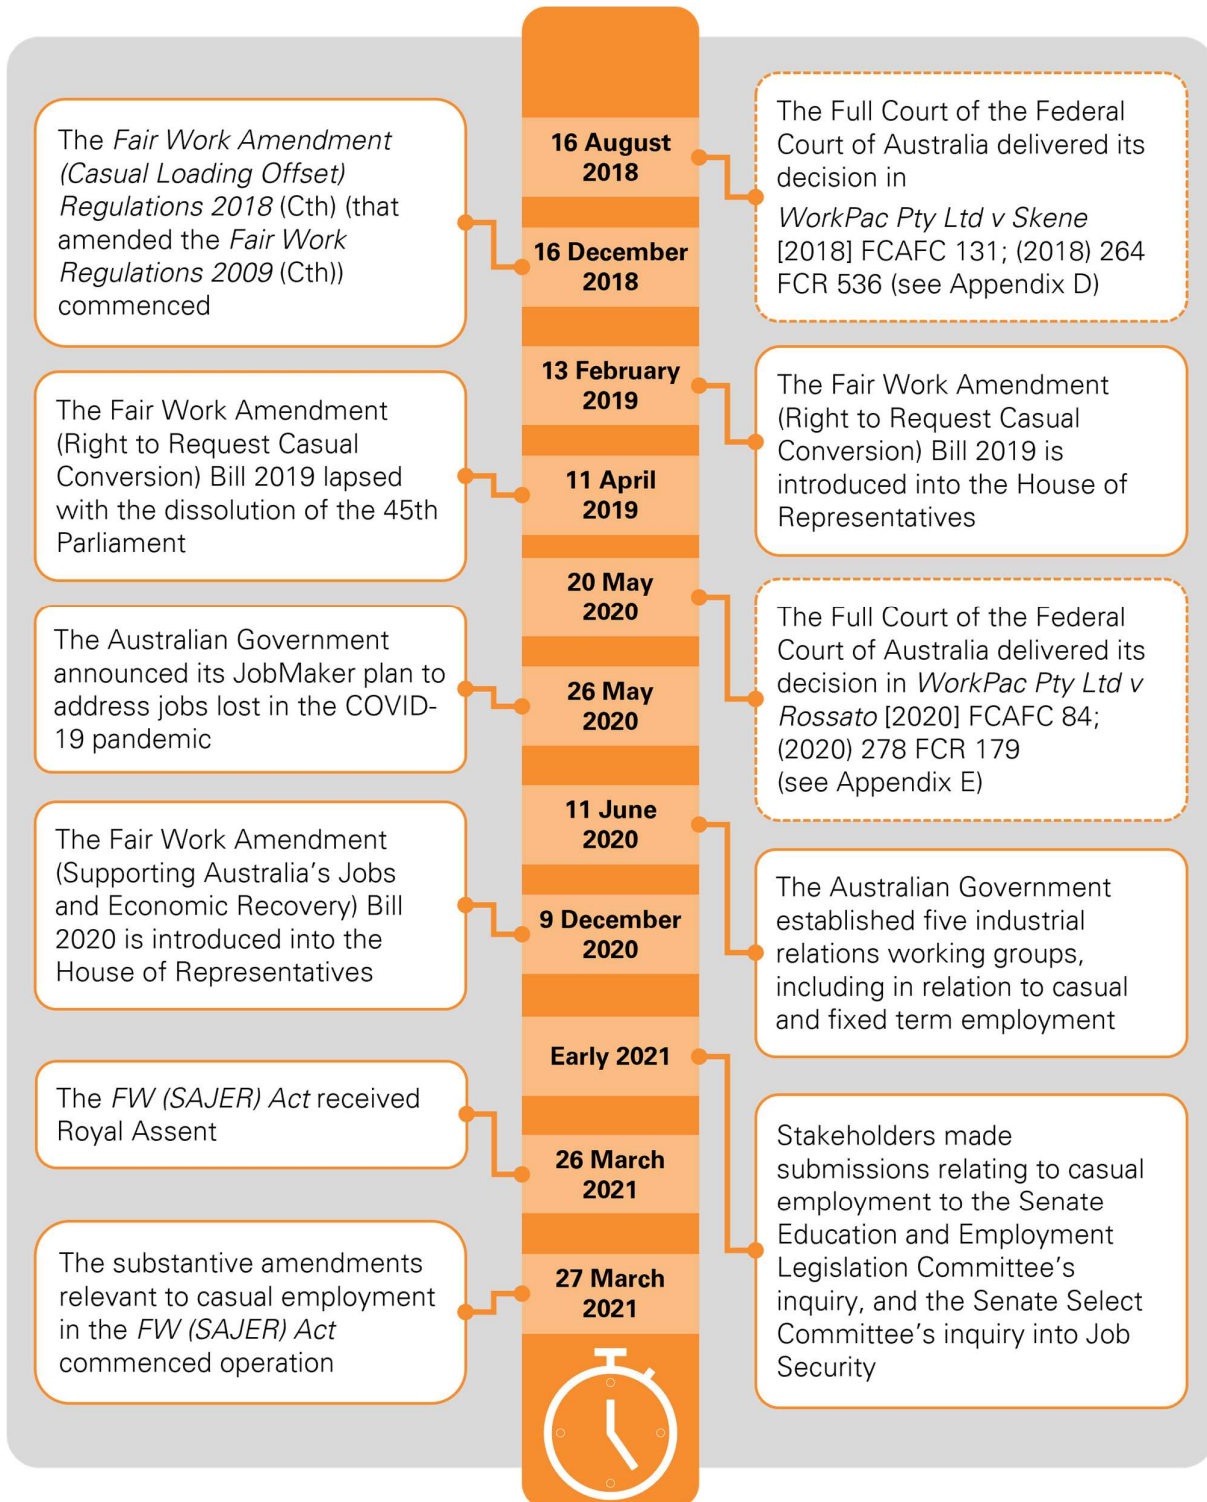 16 August
2018
The Full Court of the Federal
Court of Australia delivered its
decision in
WorkPac Pty Ltd v Skene
[2018] FCAFC 131; (2018) 264
FCR 536 (see Appendix D)
The Fair Work Amendment
(Casual Loading Offset)
Regulations 2018 (Cth) (that
amended the Fair Work
Regulations 2009 (Cth))
commenced
16 December
2018
13 February
2019
The Fair Work Amendment
(Right to Request Casual
Conversion) Bill 2019 is
introduced into the House of
Representatives
The Fair Work Amendment
(Right to Request Casual
Conversion) Bill 2019 lapsed
with the dissolution of the 45th
Parliament
11 April
2019
20 May
2020
The Full Court of the Federal
Court of Australia delivered its
decision in WorkPac Pty Ltd v
Rossato [2020] FCAFC 84;
(2020) 278 FCR 179
(see Appendix E)
The Australian Government
announced its JobMaker plan to
address jobs lost in the COVID-
19 pandemic
26 May
2020
11 June
2020
The Australian Government
established five industrial
relations working groups,
including in relation to casual
and fixed term employment
The Fair Work Amendment
(Supporting Australia's Jobs
and Economic Recovery) Bill
2020 is introduced into the
House of Representatives
9 December
2020
Early 2021
Stakeholders made
submissions relating to casual
employment to the Senate
Education and Employment
Legislation Committee's
inquiry, and the Senate Select
Committee's inquiry into Job
Security
The FW (SAJER) Act received
Royal Assent
26 March
2021
The substantive amendments
relevant to casual employment
in the FW (SAJER) Act
commenced operation
27 March
2021